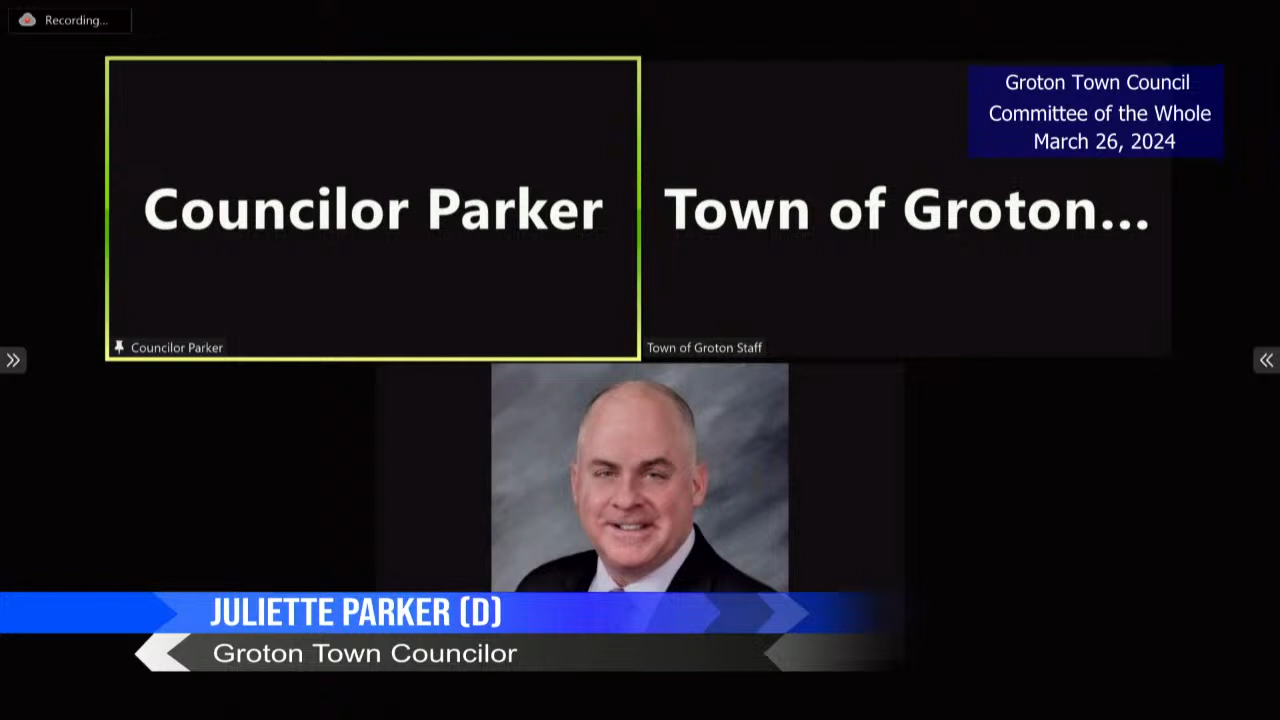 Recording...
Groton Town Council
Committee of the Whole
March 26, 2024
Councilor Parker
Town of Groton...
Councilor Parker
Town of Groton Staff
JULIETTE PARKER (D)
Groton Town Councilor